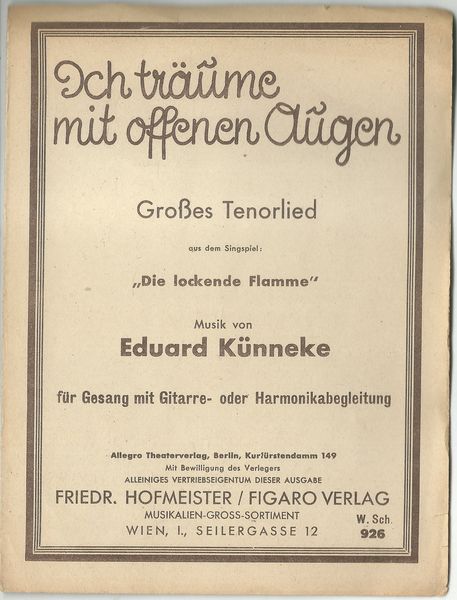 Ich träume
mit offenen Augen
Großes Tenorlied
aus dem Singspiel:
„Die lockende Flamme"
Musik von
Eduard Künneke
für Gesang mit Gitarre- oder Harmonikabegleitung
Allegro Theaterverlag, Berlin, Kurfürstendamm 149
Mit Bewilligung des Verlegers
ALLEINIGES VERTRIEBSEIGENTUM DIESER AUSGABE
FRIEDR. HOFMEISTER / FIGARO VERLAG
MUSIKALIEN-GROSS-SORTIMENT
WIEN, I., SEILERGASSE 12
W. Sch.
926